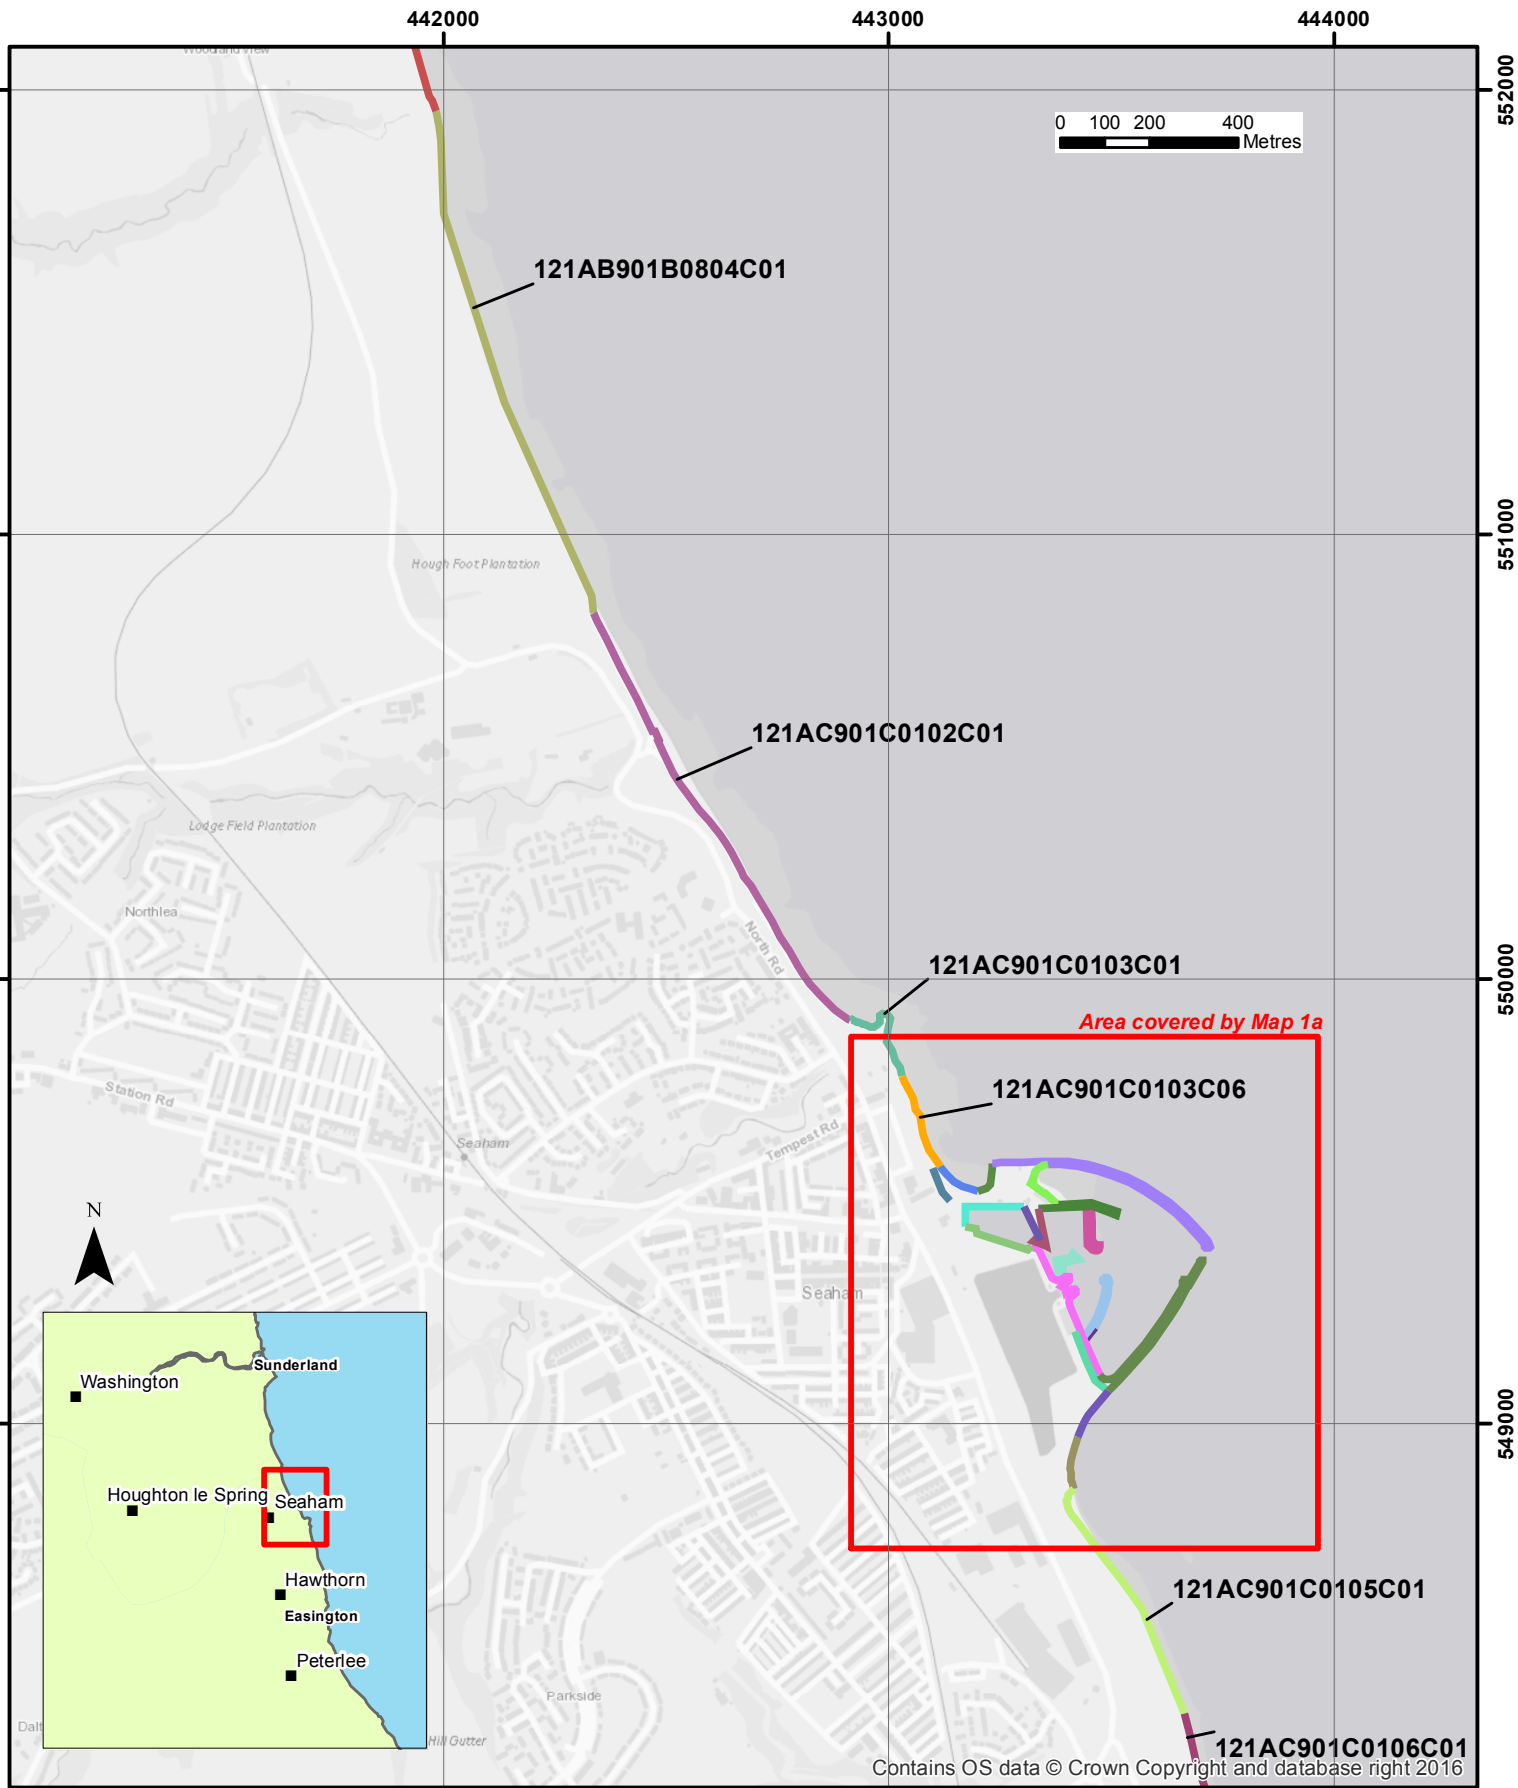 442000
443000
444000
Woodland View
552000
0 100 200 400
Metres
121AB901B0804C01
551000
Hough Foot Plantation
121AC901C0102C01
Lodge Field Plantation
Northlea
North Rd
121AC901C0103C01
550000
Area covered by Map 1a
121AC901C0103C06
Station Rd
Tempest Rd
Seaham
N
Seaham
Sunderland
Washington
549000
Houghton le Spring
Seaham
Hawthorn
121AC901C0105C01
Easington
Peterlee
Parkside
Dalt
Hill Gutter
121AC901C0106C01
Contains OS data © Crown Copyright and database right 2016